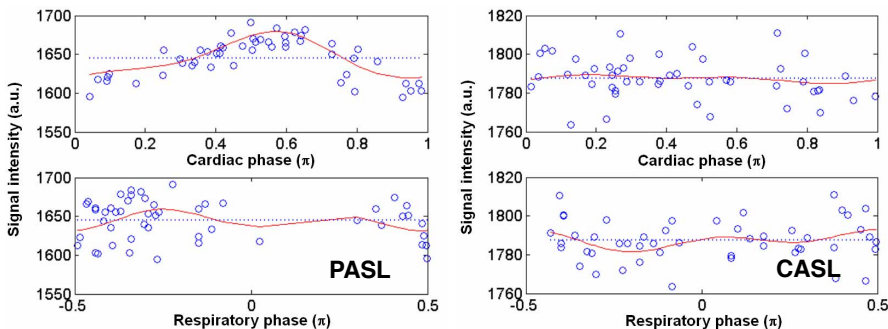 Signal intensity (a.u.)
1700
1650
1600
1550
0 0.2 0.4 0.6 0.8 1
Cardiac phase (π)
1700
1650
1600
1550
-0.5 0 0.5
Respiratory phase (π)
PASL
Signal intensity (a.u.)
1820
1800
1780
1760
0 0.2 0.4 0.6 0.8 1
Cardiac phase (π)
1820
1800
1780
1760
-0.5 0 0.5
Respiratory phase (π)
CASL